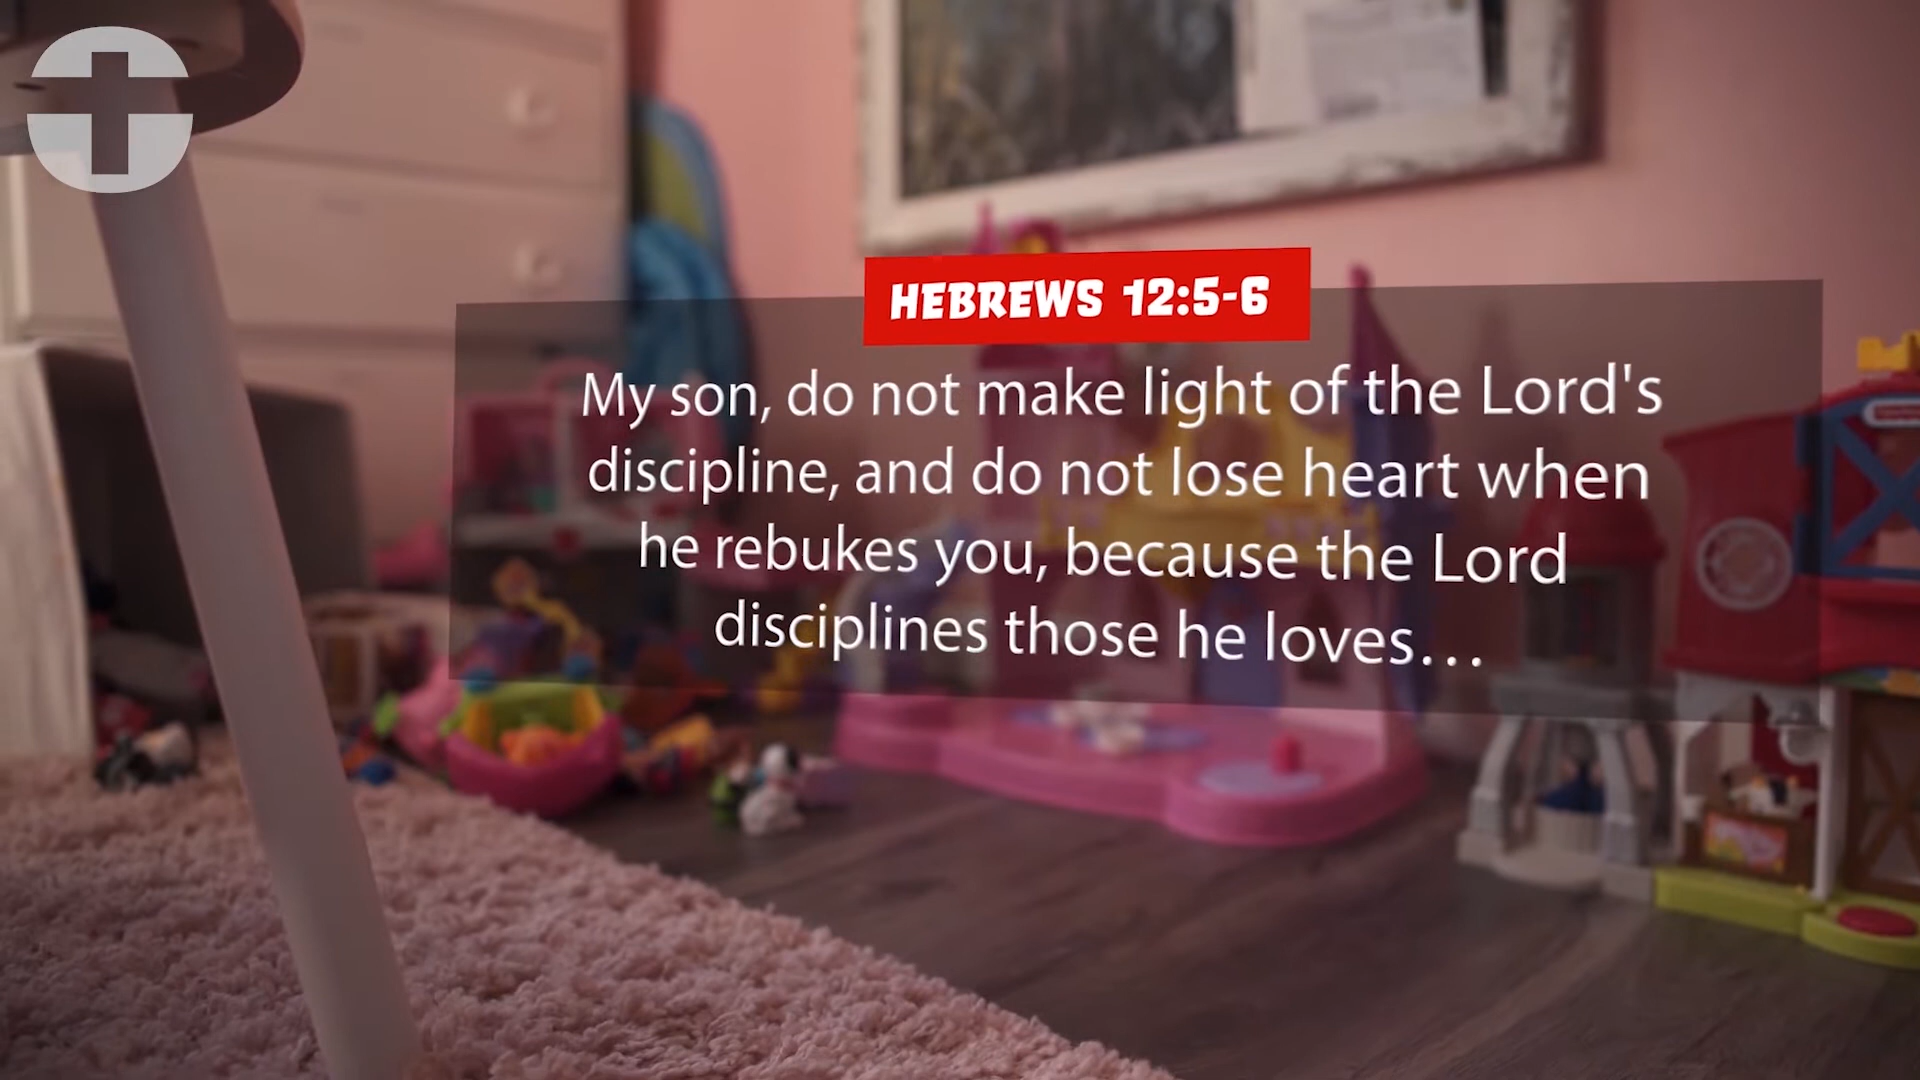 HEBREWS 12:5-6
My son, do not make light of the Lord's
discipline, and do not lose heart when
he rebukes you, because the Lord
disciplines those he loves…